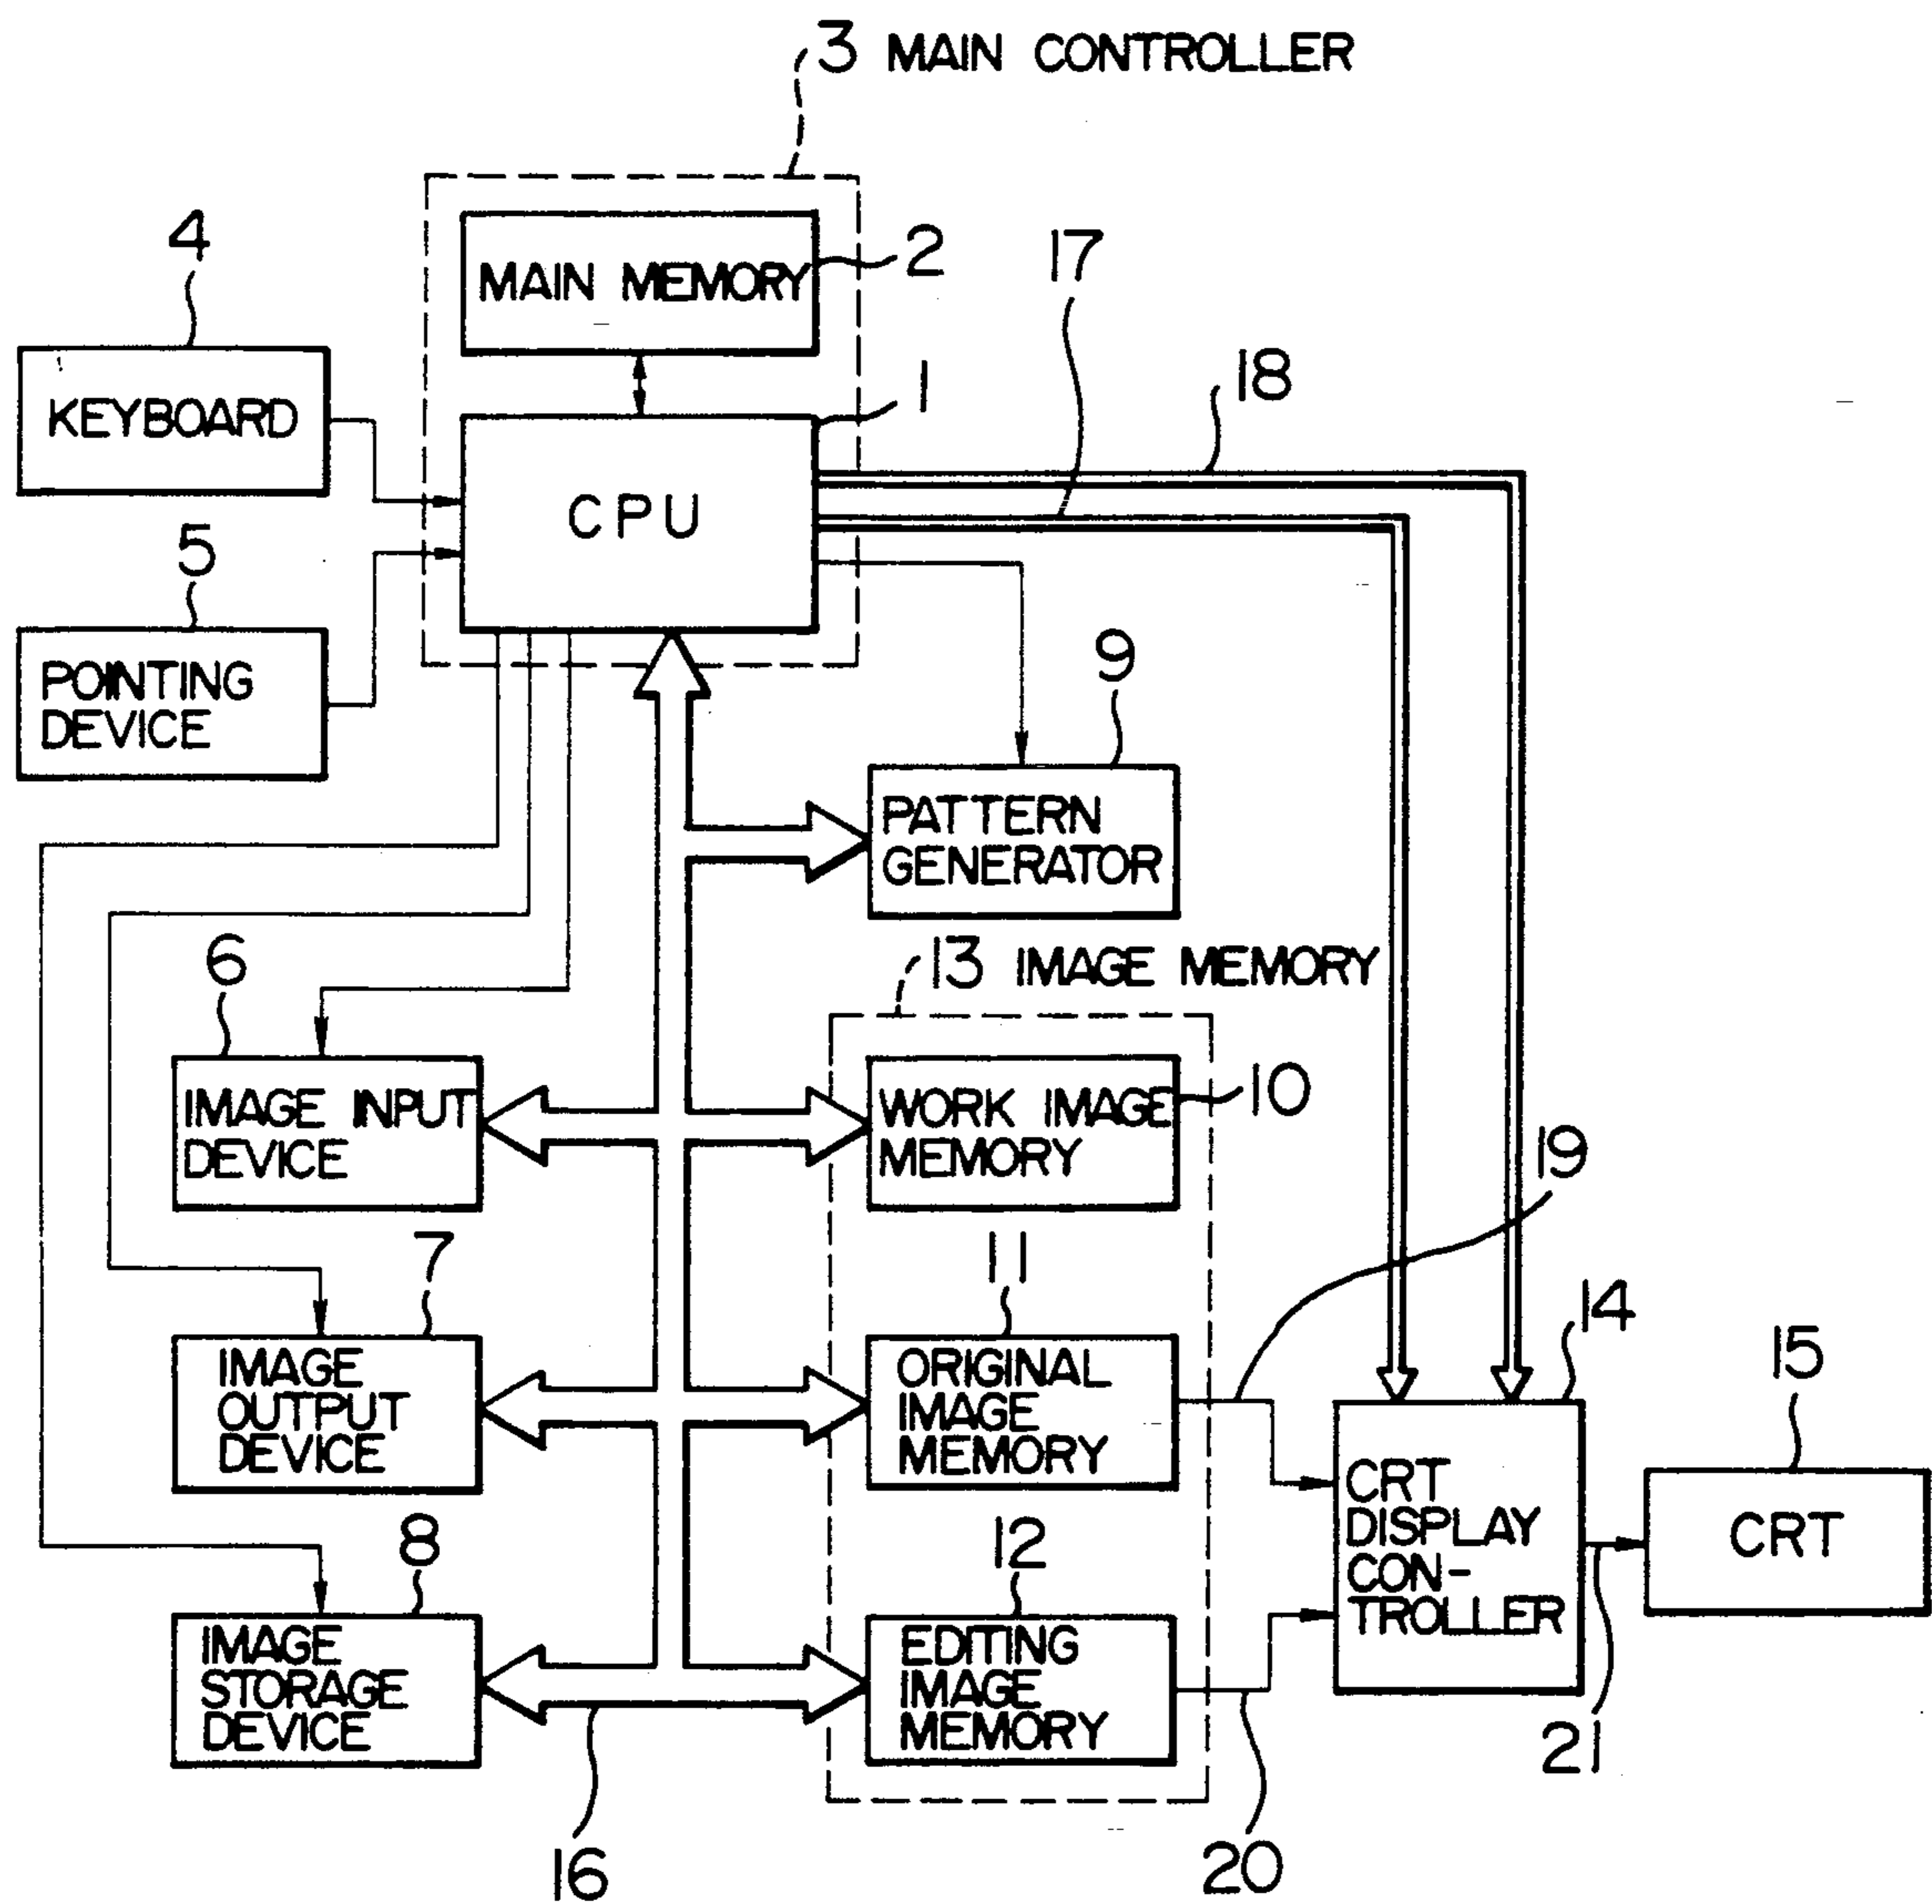 3 MAIN CONTROLLER
4
MAIN MEMORY
2
17
KEYBOARD
1
18
CPU
5
POINTING
DEVICE
9
PATTERN
GENERATOR
6
13 IMAGE MEMORY
IMAGE INPUT
DEVICE
WORK IMAGE
MEMORY
10
19
7
11
14
IMAGE
OUTPUT
DEVICE
ORIGINAL
IMAGE
MEMORY
15
CRT
DISPLAY
CON-
TROLLER
CRT
8
12
IMAGE
STORAGE
DEVICE
EDITING
IMAGE
MEMORY
21
16
20